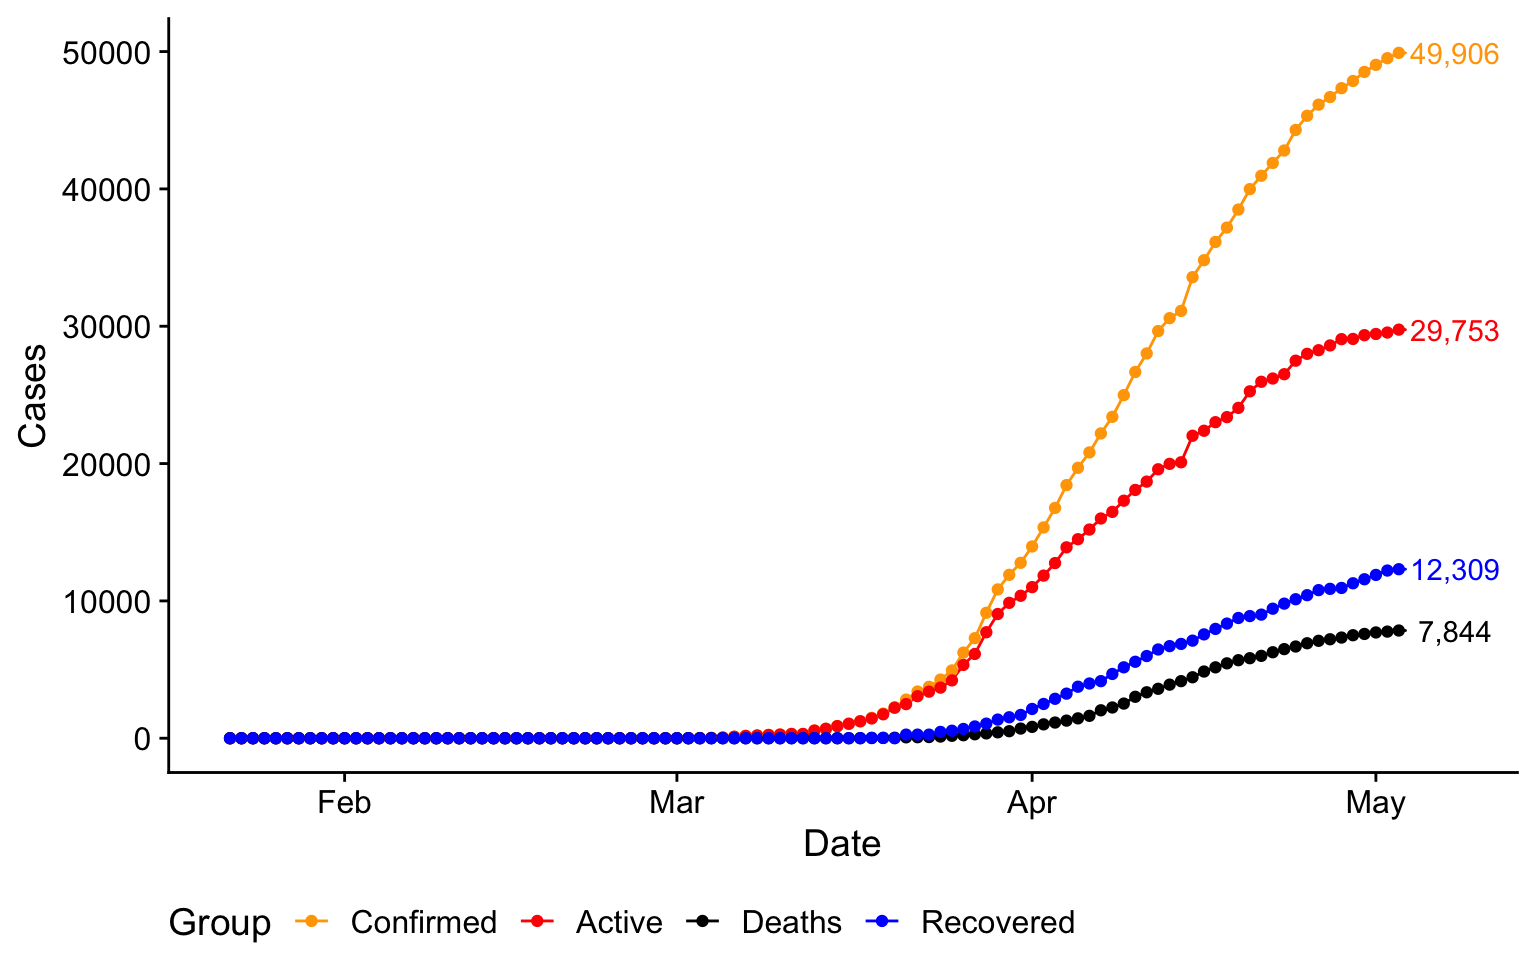 50000
40000
30000
20000
10000
0
Cases
49,906
29,753
12,309
7,844
Feb Mar Apr May
Date
Group Confirmed Active Deaths Recovered